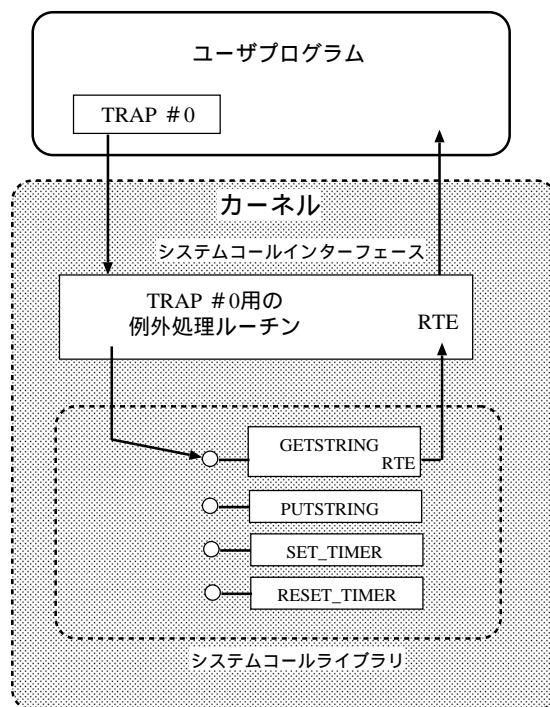 ユーザプログラム
TRAP #0
カーネル
システムコールインターフェース
TRAP #0用の
例外処理ルーチン
RTE
GETSTRING
RTE
PUTSTRING
SET_TIMER
RESET_TIMER
システムコールライブラリ